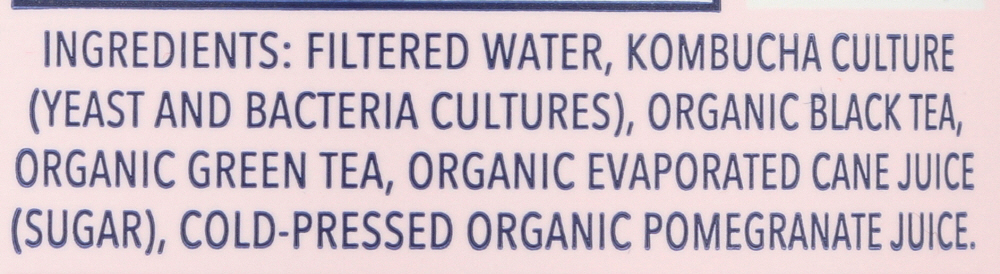 INGREDIENTS: FILTERED WATER, KOMBUCHA CULTURE
(YEAST AND BACTERIA CULTURES), ORGANIC BLACK TEA,
ORGANIC GREEN TEA, ORGANIC EVAPORATED CANE JUICE
(SUGAR), COLD-PRESSED ORGANIC POMEGRANATE JUICE.